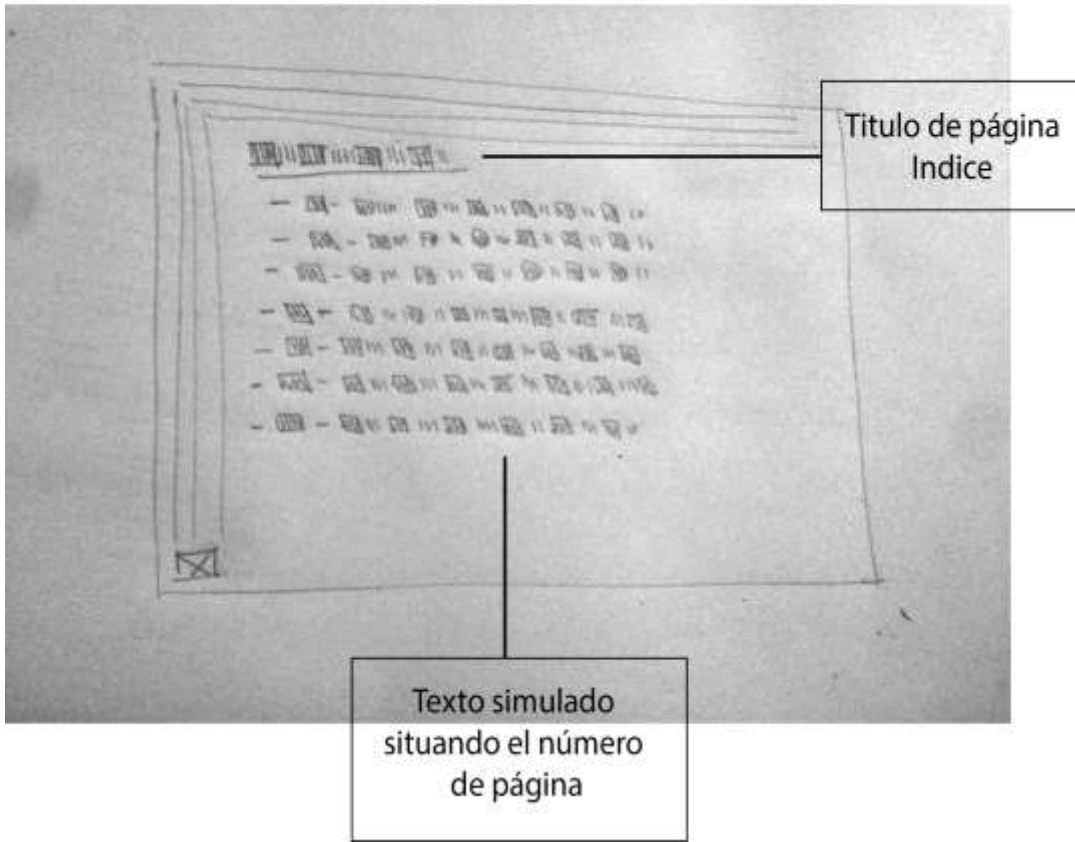 Titulo de página
Indice
Texto simulado
situando el número
de página